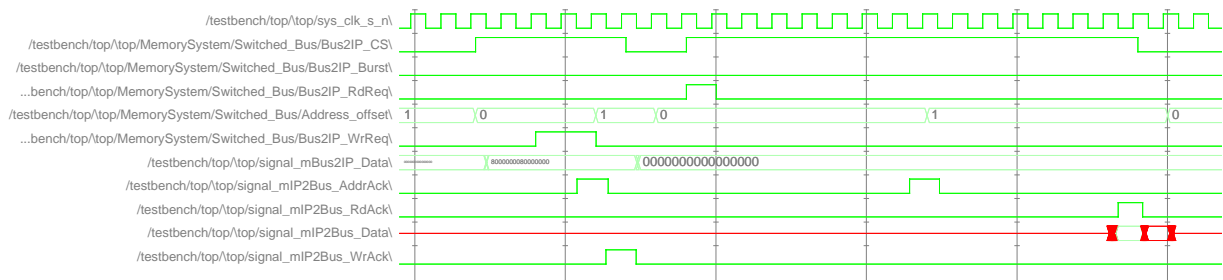 /testbench/top/\top/sys_clk_s_n\
/testbench/top/\top/MemorySystem/Switched_Bus/Bus2IP_CS\
/testbench/top/\top/MemorySystem/Switched_Bus/Bus2IP_Burst\
...bench/top/\top/MemorySystem/Switched_Bus/Bus2IP_RdReq\
/testbench/top/\top/MemorySystem/Switched_Bus/Address_offset\ 1 0 1 0 1 0
...bench/top/\top/MemorySystem/Switched_Bus/Bus2IP_WrReq\
/testbench/top/\top/signal_mBus2IP_Data\ 8000000080000000 0000000000000000
/testbench/top/\top/signal_mIP2Bus_AddrAck\
/testbench/top/\top/signal_mIP2Bus_RdAck\
/testbench/top/\top/signal_mIP2Bus_Data\
/testbench/top/\top/signal_mIP2Bus_WrAck\